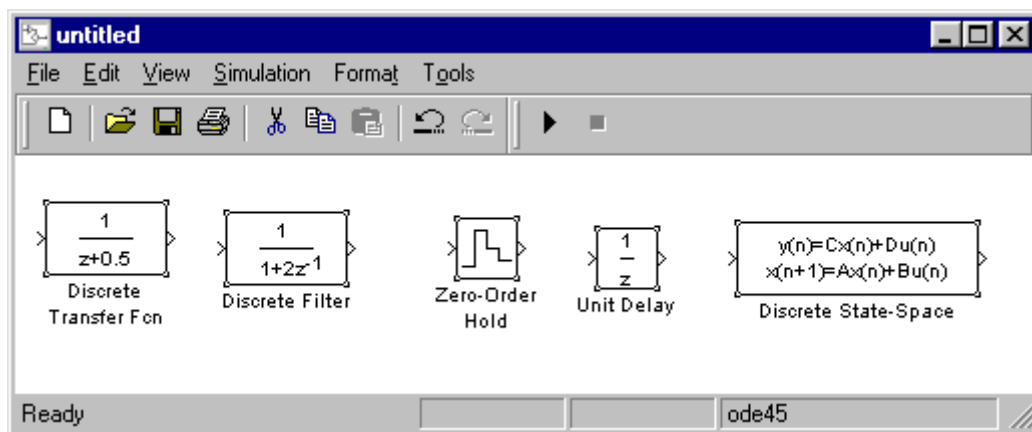 untitled
File Edit View Simulation Format Tools
1
z+0.5
Discrete
Transfer Fcn
1
1+2z-1
Discrete Filter
Zero-Order
Hold
1
z
Unit Delay
y(n)=Cx(n)+Du(n)
x(n+1)=Ax(n)+Bu(n)
Discrete State-Space
Ready
ode45